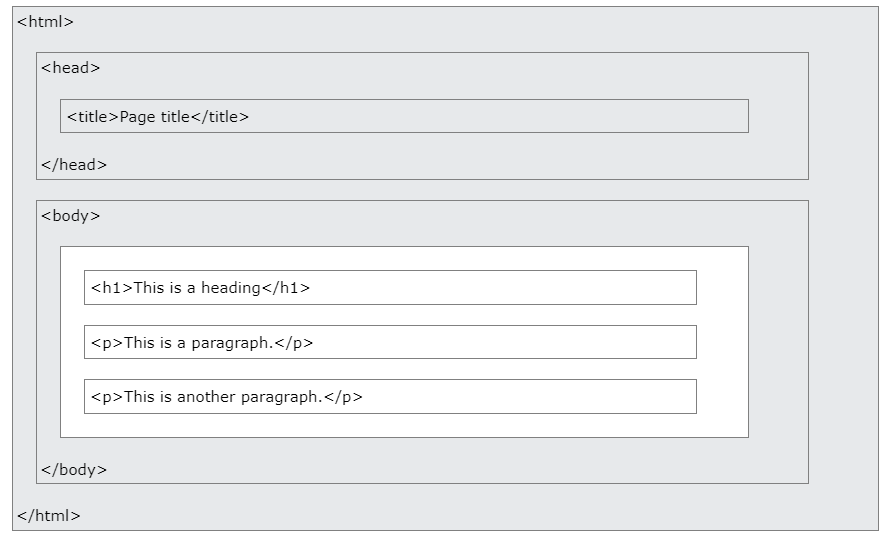 <html>
<head>
<title>Page title</title>
</head>
<body>
<h1>This is a heading</h1>
<p>This is a paragraph.</p>
<p>This is another paragraph.</p>
</body>
</html>